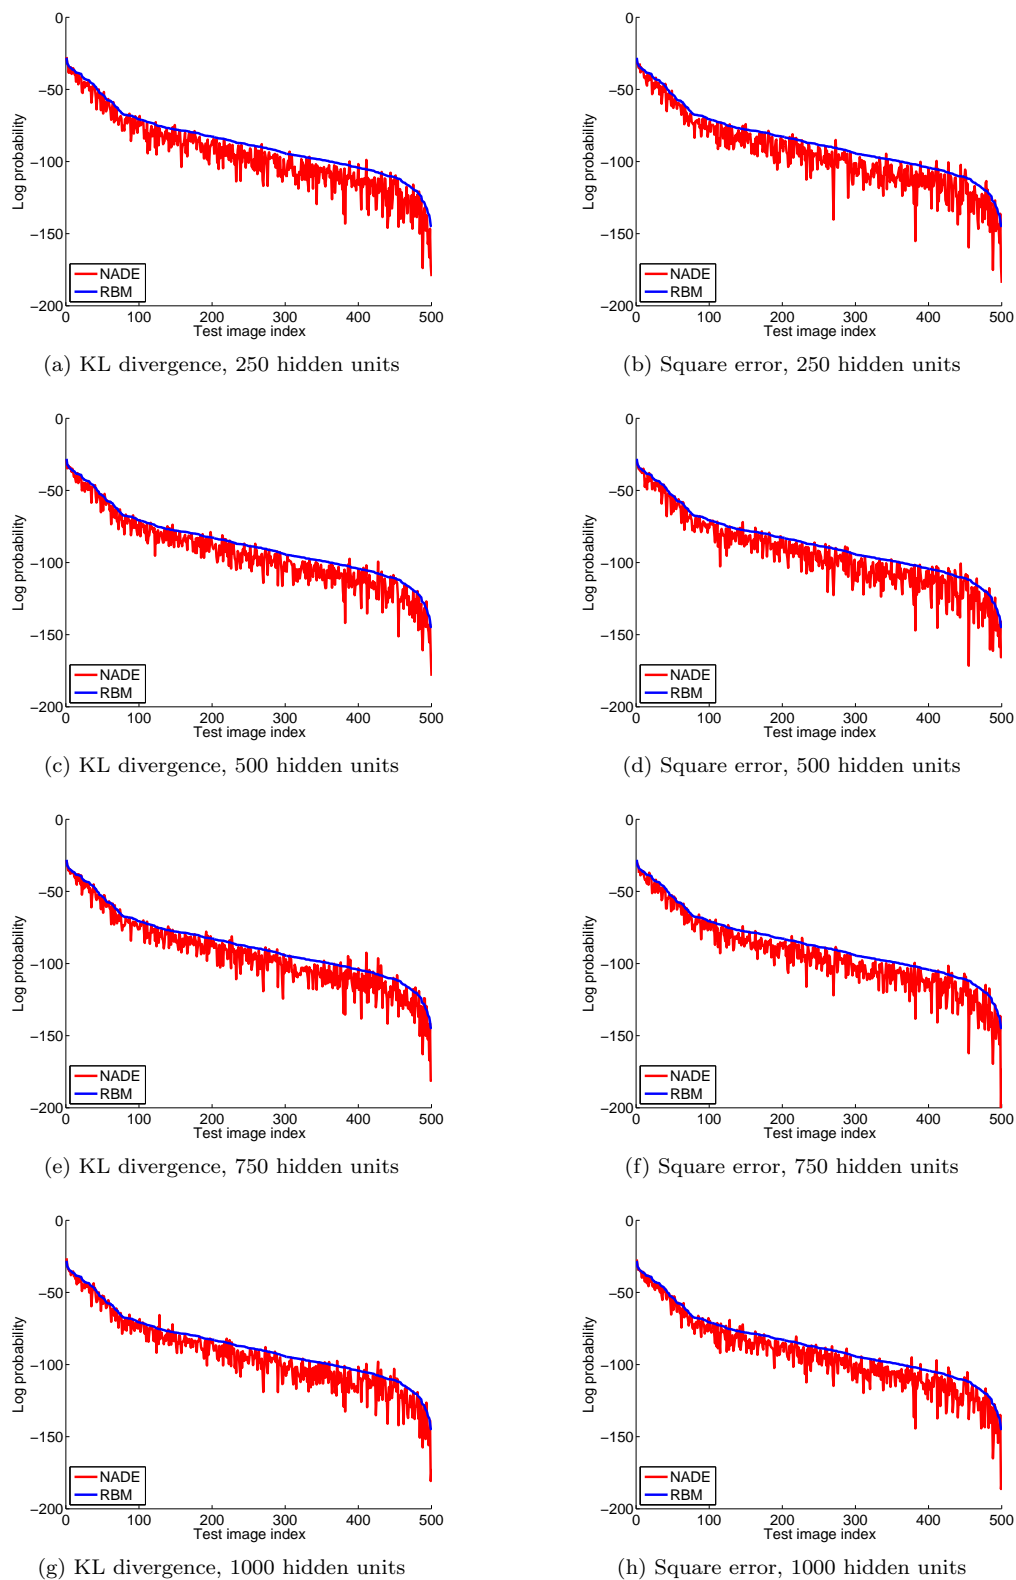 0
−50
−100
−150
−200
Log probability
NADE
RBM
0 100 200 300 400 500
Test image index
(a) KL divergence, 250 hidden units
0
−50
−100
−150
−200
Log probability
NADE
RBM
0 100 200 300 400 500
Test image index
(b) Square error, 250 hidden units
0
−50
−100
−150
−200
Log probability
NADE
RBM
0 100 200 300 400 500
Test image index
(c) KL divergence, 500 hidden units
0
−50
−100
−150
−200
Log probability
NADE
RBM
0 100 200 300 400 500
Test image index
(d) Square error, 500 hidden units
0
−50
−100
−150
−200
Log probability
NADE
RBM
0 100 200 300 400 500
Test image index
(e) KL divergence, 750 hidden units
0
−50
−100
−150
−200
Log probability
NADE
RBM
0 100 200 300 400 500
Test image index
(f) Square error, 750 hidden units
0
−50
−100
−150
−200
Log probability
NADE
RBM
0 100 200 300 400 500
Test image index
(g) KL divergence, 1000 hidden units
0
−50
−100
−150
−200
Log probability
NADE
RBM
0 100 200 300 400 500
Test image index
(h) Square error, 1000 hidden units